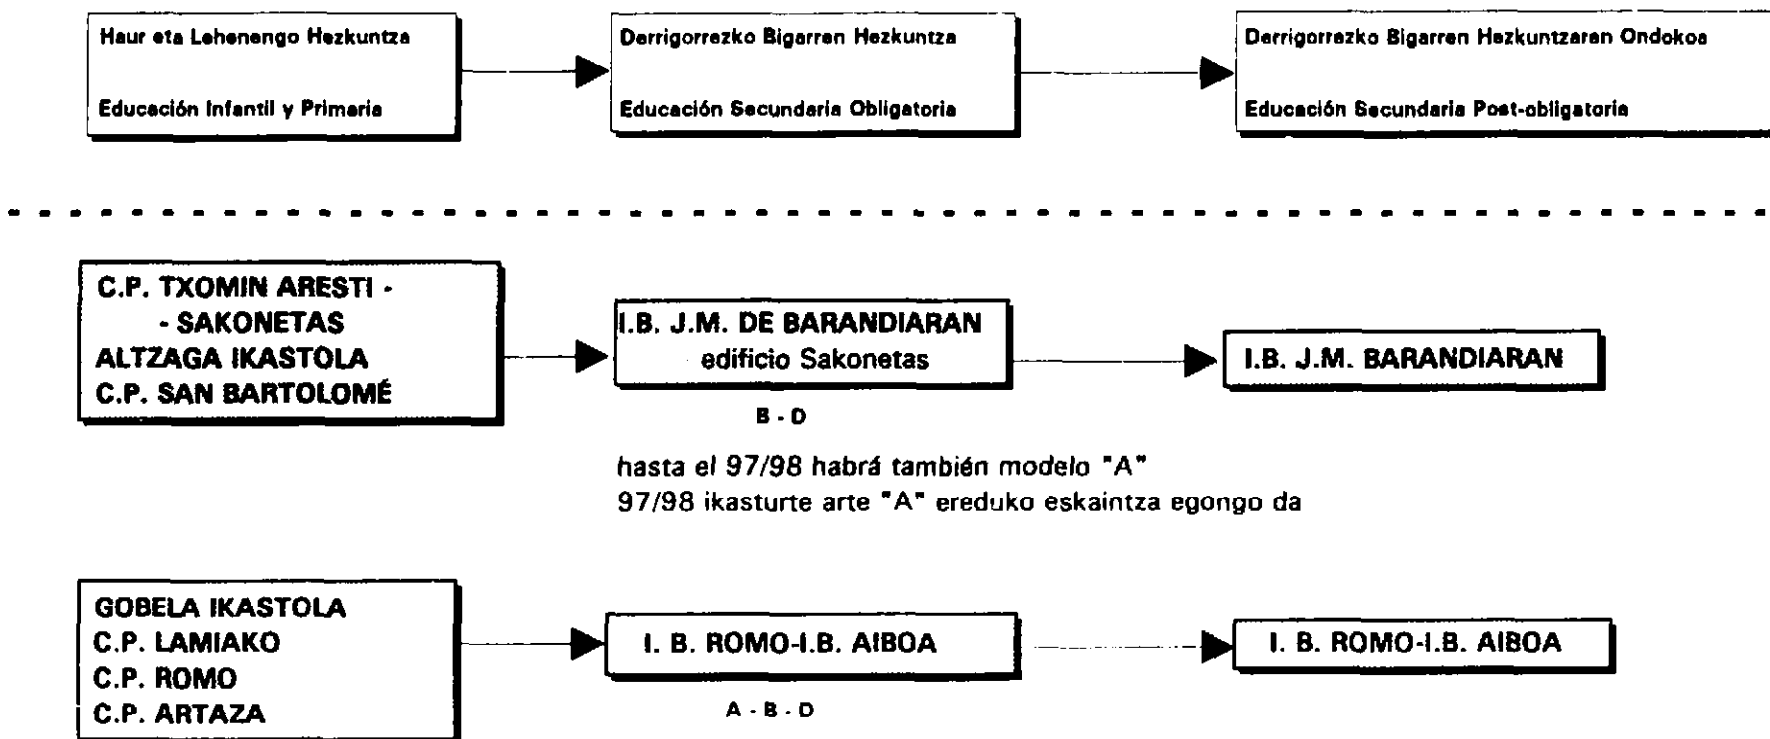 Haur eta Lehenengo Hezkuntza
Educación Infantil y Primaria
Derrigorrezko Bigarren Hezkuntza
Educación Secundaria Obligatoria
Derrigorrezko Bigarren Hezkuntzaren Ondokoa
Educación Secundaria Post-obligatoria
C.P. TXOMIN ARESTI -
- SAKONETAS
ALTZAGA IKASTOLA
C.P. SAN BARTOLOMÉ
I.B. J.M. DE BARANDIARAN
edificio Sakonetas
B - D
I.B. J.M. BARANDIARAN
hasta el 97/98 habrá también modelo "A"
97/98 ikasturte arte "A" ereduko eskaintza egongo da
GOBELA IKASTOLA
C.P. LAMIAKO
C.P. ROMO
C.P. ARTAZA
I. B. ROMO-I.B. AIBOA
A - B - D
I. B. ROMO-I.B. AIBOA